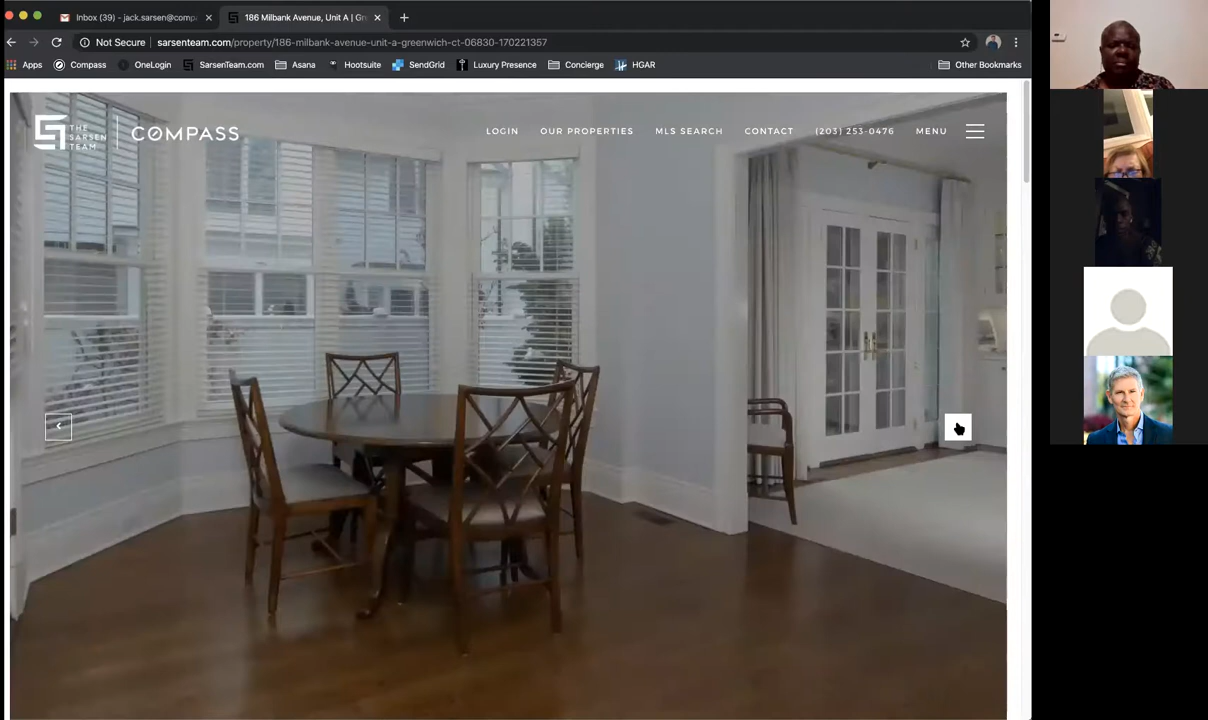 Inbox (39) - jack.sarsen@comp
186 Milbank Avenue, Unit A | Gr
Not Secure | sarsenteam.com/property/186-milbank-avenue-unit-a-greenwich-ct-06830-170221357
Apps Compass OneLogin SarsenTeam.com Asana Hootsuite SendGrid Luxury Presence Concierge HGAR Other Bookmarks
THE
SARSEN
TEAM
COMPASS
LOGIN OUR PROPERTIES MLS SEARCH CONTACT (203) 253-0476 MENU